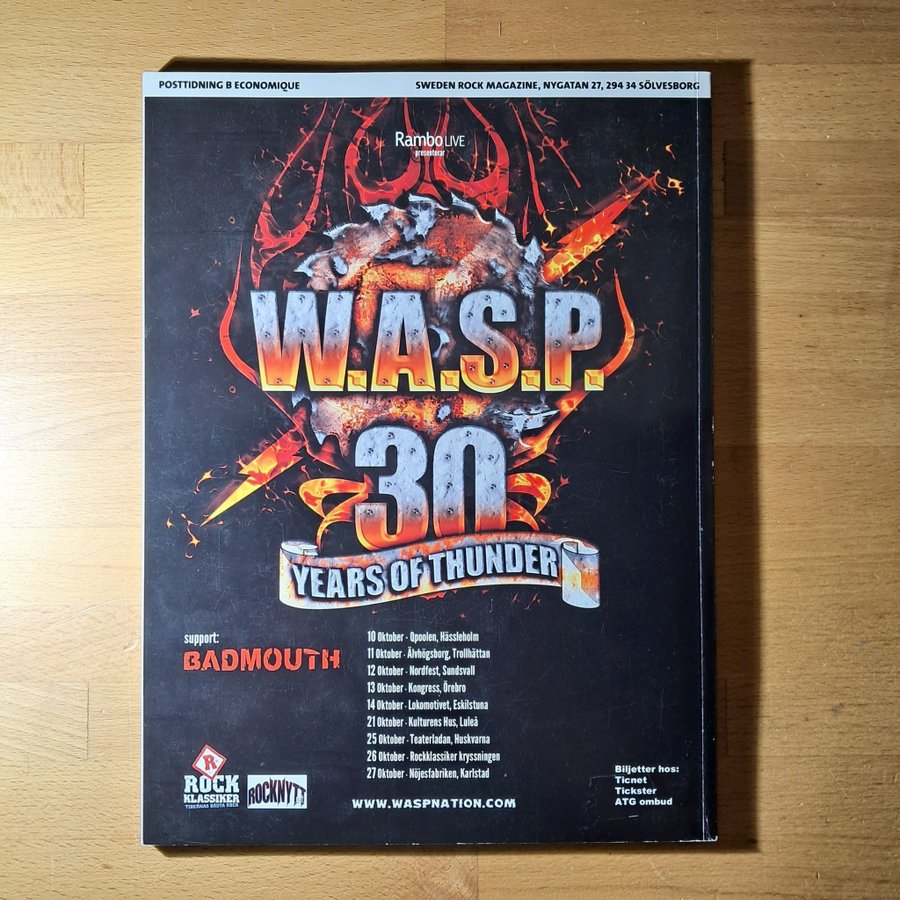 POSTTIDNING B ECONOMIQUE
SWEDEN ROCK MAGAZINE, NYGATAN 27, 294 34 SÖLVESBORG
Rambo LIVE
presenterar
W.A.S.P.
30
YEARS OF THUNDER
support:
BADMOUTH
10 Oktober - Qpoolen, Hässleholm
11 Oktober - Älvhögsborg, Trollhättan
12 Oktober - Nordfest, Sundsvall
13 Oktober - Kongress, Örebro
14 Oktober - Lokomotivet, Eskilstuna
21 Oktober - Kulturens Hus, Luleå
25 Oktober - Teaterladan, Huskvarna
26 Oktober - Rockklassiker kryssningen
27 Oktober - Nöjesfabriken, Karlstad
WWW.WASPNATION.COM
R
ROCK
KLASSIKER
TIDERNAS BÄSTA ROCK
ROCKNYTT
Biljetter hos:
Ticnet
Tickster
ATG ombud